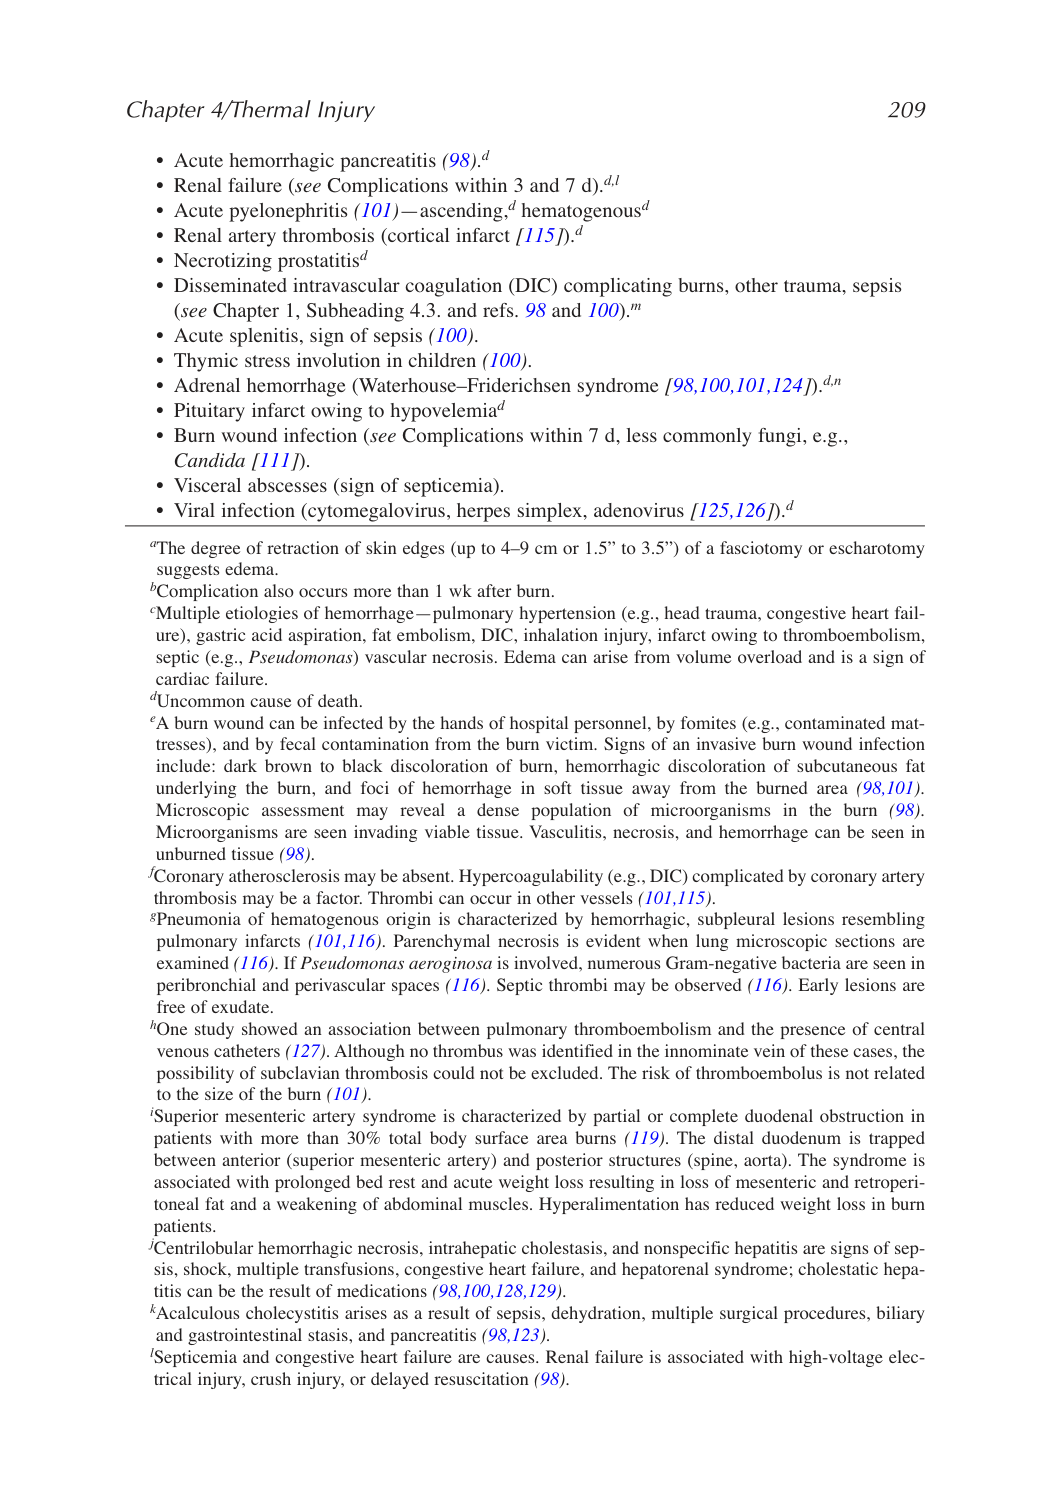 Chapter 4/Thermal Injury 209
• Acute hemorrhagic pancreatitis (98).d
• Renal failure (see Complications within 3 and 7 d).d,l
• Acute pyelonephritis (101)—ascending,d hematogenousd
• Renal artery thrombosis (cortical infarct [115]).d
• Necrotizing prostatitisd
• Disseminated intravascular coagulation (DIC) complicating burns, other trauma, sepsis
(see Chapter 1, Subheading 4.3. and refs. 98 and 100).m
• Acute splenitis, sign of sepsis (100).
• Thymic stress involution in children (100).
• Adrenal hemorrhage (Waterhouse–Friderichsen syndrome [98,100,101,124]).d,n
• Pituitary infarct owing to hypovelemiad
• Burn wound infection (see Complications within 7 d, less commonly fungi, e.g.,
Candida [111]).
• Visceral abscesses (sign of septicemia).
• Viral infection (cytomegalovirus, herpes simplex, adenovirus [125,126]).d
aThe degree of retraction of skin edges (up to 4–9 cm or 1.5” to 3.5”) of a fasciotomy or escharotomy
suggests edema.
bComplication also occurs more than 1 wk after burn.
cMultiple etiologies of hemorrhage—pulmonary hypertension (e.g., head trauma, congestive heart fail-
ure), gastric acid aspiration, fat embolism, DIC, inhalation injury, infarct owing to thromboembolism,
septic (e.g., Pseudomonas) vascular necrosis. Edema can arise from volume overload and is a sign of
cardiac failure.
dUncommon cause of death.
eA burn wound can be infected by the hands of hospital personnel, by fomites (e.g., contaminated mat-
tresses), and by fecal contamination from the burn victim. Signs of an invasive burn wound infection
include: dark brown to black discoloration of burn, hemorrhagic discoloration of subcutaneous fat
underlying the burn, and foci of hemorrhage in soft tissue away from the burned area (98,101).
Microscopic assessment may reveal a dense population of microorganisms in the burn (98).
Microorganisms are seen invading viable tissue. Vasculitis, necrosis, and hemorrhage can be seen in
unburned tissue (98).
fCoronary atherosclerosis may be absent. Hypercoagulability (e.g., DIC) complicated by coronary artery
thrombosis may be a factor. Thrombi can occur in other vessels (101,115).
gPneumonia of hematogenous origin is characterized by hemorrhagic, subpleural lesions resembling
pulmonary infarcts (101,116). Parenchymal necrosis is evident when lung microscopic sections are
examined (116). If Pseudomonas aeroginosa is involved, numerous Gram-negative bacteria are seen in
peribronchial and perivascular spaces (116). Septic thrombi may be observed (116). Early lesions are
free of exudate.
hOne study showed an association between pulmonary thromboembolism and the presence of central
venous catheters (127). Although no thrombus was identified in the innominate vein of these cases, the
possibility of subclavian thrombosis could not be excluded. The risk of thromboembolus is not related
to the size of the burn (101).
iSuperior mesenteric artery syndrome is characterized by partial or complete duodenal obstruction in
patients with more than 30% total body surface area burns (119). The distal duodenum is trapped
between anterior (superior mesenteric artery) and posterior structures (spine, aorta). The syndrome is
associated with prolonged bed rest and acute weight loss resulting in loss of mesenteric and retroperi-
toneal fat and a weakening of abdominal muscles. Hyperalimentation has reduced weight loss in burn
patients.
jCentrilobular hemorrhagic necrosis, intrahepatic cholestasis, and nonspecific hepatitis are signs of sep-
sis, shock, multiple transfusions, congestive heart failure, and hepatorenal syndrome; cholestatic hepa-
titis can be the result of medications (98,100,128,129).
kAcalculous cholecystitis arises as a result of sepsis, dehydration, multiple surgical procedures, biliary
and gastrointestinal stasis, and pancreatitis (98,123).
lSepticemia and congestive heart failure are causes. Renal failure is associated with high-voltage elec-
trical injury, crush injury, or delayed resuscitation (98).